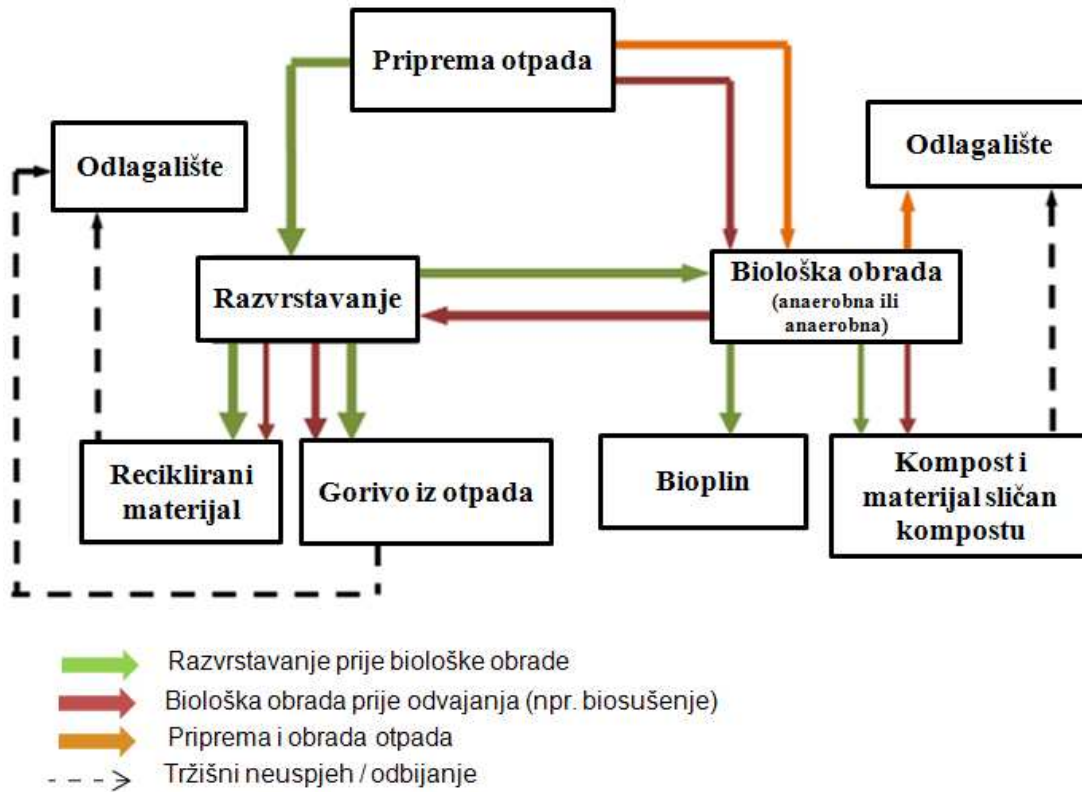 Priprema otpada
Odlagalište
Odlagalište
Razvrstavanje
Biološka obrada
(anaerobna ili
anaerobna)
Reciklirani
materijal
Gorivo iz otpada
Bioplin
Kompost i
materijal sličan
kompostu
Razvrstavanje prije biološke obrade
Biološka obrada prije odvajanja (npr. biosušenje)
Priprema i obrada otpada
Tržišni neuspjeh / odbijanje